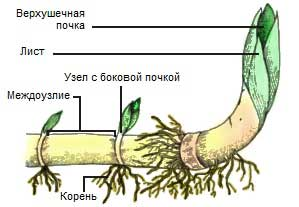 Верхушечная
почка
Лист
Узел с боковой почкой
Междоузлие
Корень